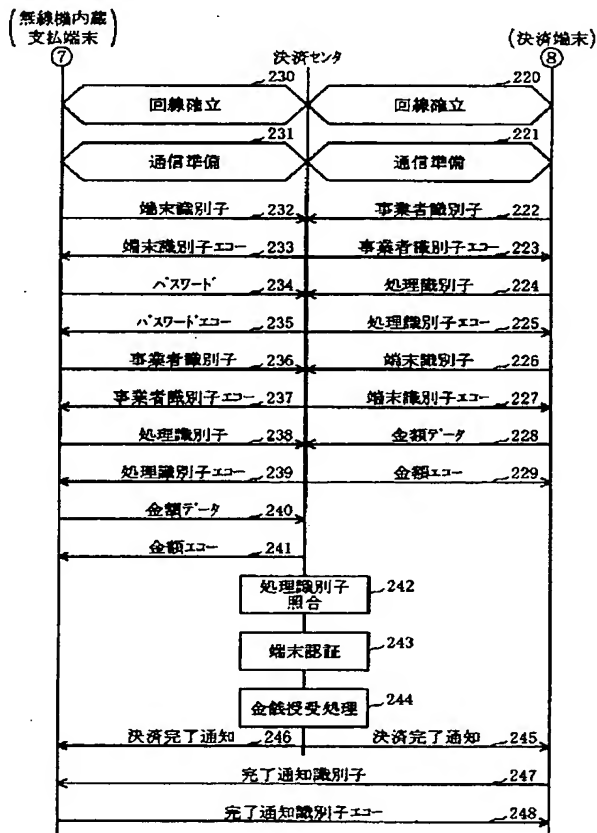 (無線機内蔵
支払端末)
⑦
決済センタ
(決済端末)
⑧
230
220
回線確立
回線確立
231
221
通信準備
通信準備
端末識別子 232
事業者識別子 222
端末識別子エコー 233
事業者識別子エコー 223
パスワード 234
処理識別子 224
パスワードエコー 235
処理識別子エコー 225
事業者識別子 236
端末識別子 226
事業者識別子エコー 237
端末識別子エコー 227
処理識別子 238
金額データ 228
処理識別子エコー 239
金額エコー 229
金額データ 240
金額エコー 241
処理識別子
照合
242
端末認証
243
金銭授受処理
244
決済完了通知 246
決済完了通知 245
完了通知識別子 247
完了通知識別子エコー 248